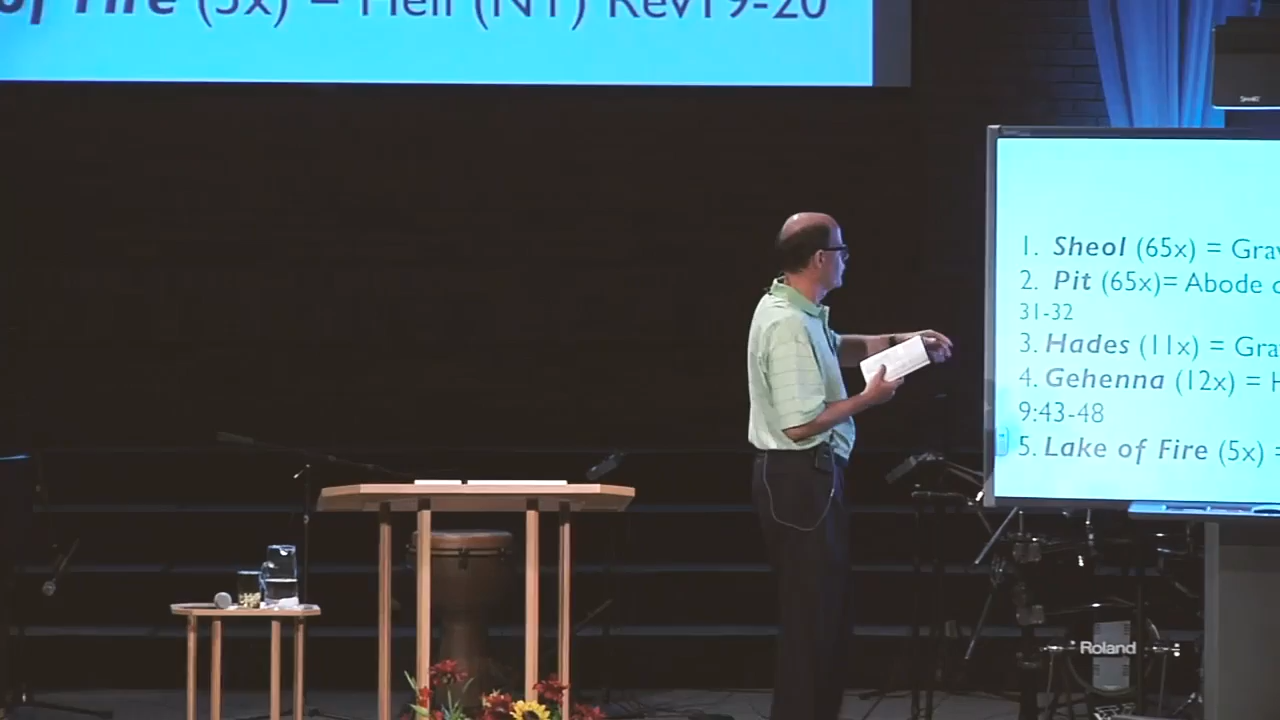 of Fire (5x) = Hell (NT) Rev19-20
1. Sheol (65x) = Grav
2. Pit (65x)= Abode o
31-32
3. Hades (11x) = Grav
4. Gehenna (12x) = H
9:43-48
5. Lake of Fire (5x) =
Roland